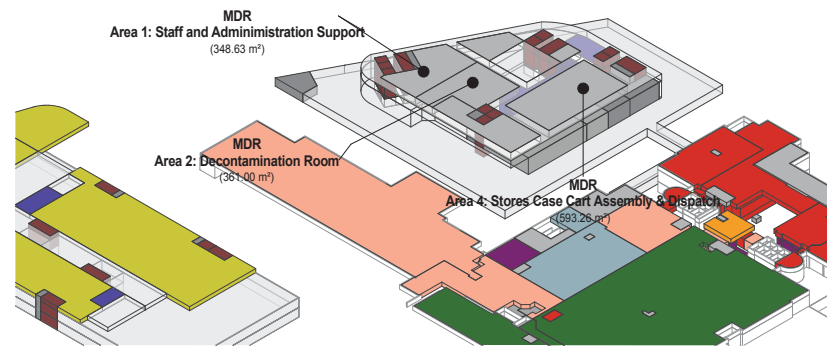 MDR
Area 1: Staff and Adminimistration Support
(348.63 m²)
MDR
Area 2: Decontamination Room
(361.00 m²)
MDR
Area 4: Stores Case Cart Assembly & Dispatch
(593.26 m²)